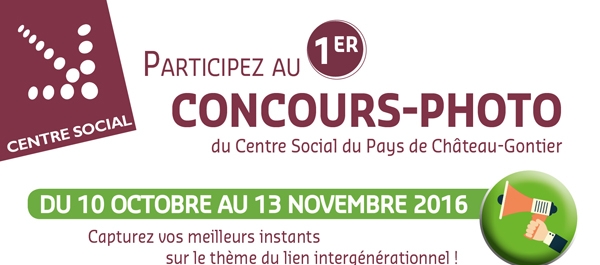 CENTRE SOCIAL
PARTICIPEZ AU 1ER
CONCOURS-PHOTO
du Centre Social du Pays de Château-Gontier
DU 10 OCTOBRE AU 13 NOVEMBRE 2016
Capturez vos meilleurs instants
sur le thème du lien intergénérationnel !